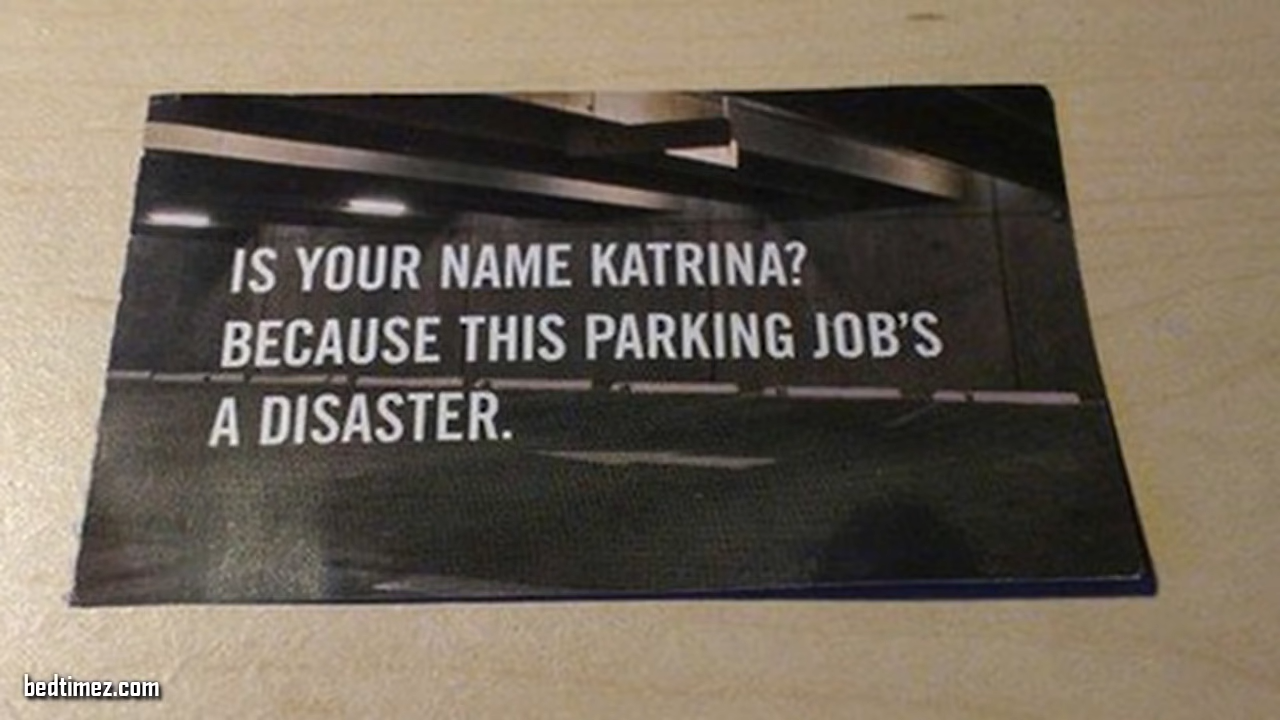 IS YOUR NAME KATRINA?
BECAUSE THIS PARKING JOB'S
A DISASTER.
bedtimez.com